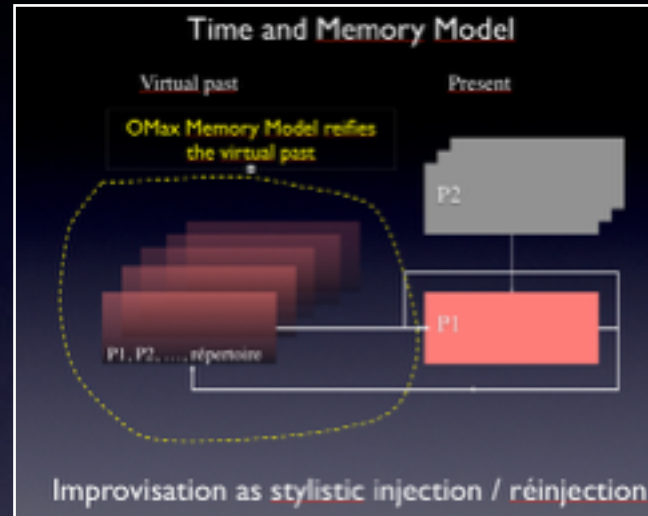 Time and Memory Model
Virtual past
Present
OMax Memory Model reifies
the virtual past
P2
P1
P1, P2, ...., répertoire
Improvisation as stylistic injection / réinjection